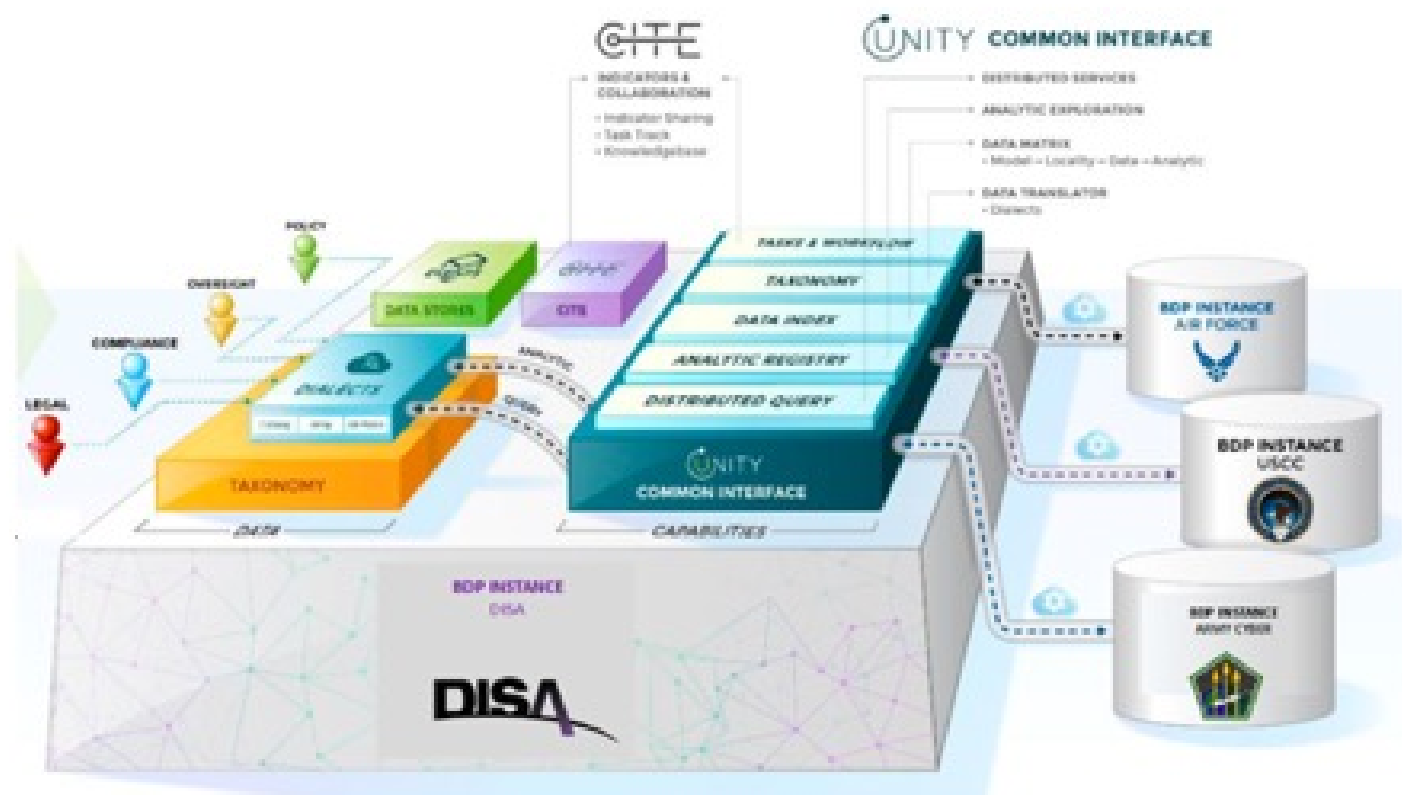 CITE
INDICATORS &
COLLABORATION
- Indicator Sharing
- Task Track
- Knowledgebase
UNITY COMMON INTERFACE
DISTRIBUTED SERVICES
ANALYTIC EXPLORATION
DATA MATRIX
- Model - Locality - Data - Analytic
DATA TRANSLATOR
- Dialects
POLICY
OVERSIGHT
COMPLIANCE
LEGAL
DATA STORES
CITE
DIALECTS
TAXONOMY
ANALYTIC
QUERY
TASKS & WORKFLOW
TAXONOMY
DATA INDEX
ANALYTIC REGISTRY
DISTRIBUTED QUERY
UNITY
COMMON INTERFACE
DATA
CAPABILITIES
BDP INSTANCE
DISA
DISA
BDP INSTANCE
AIR FORCE
BDP INSTANCE
USCC
BDP INSTANCE
ARMY CYBER